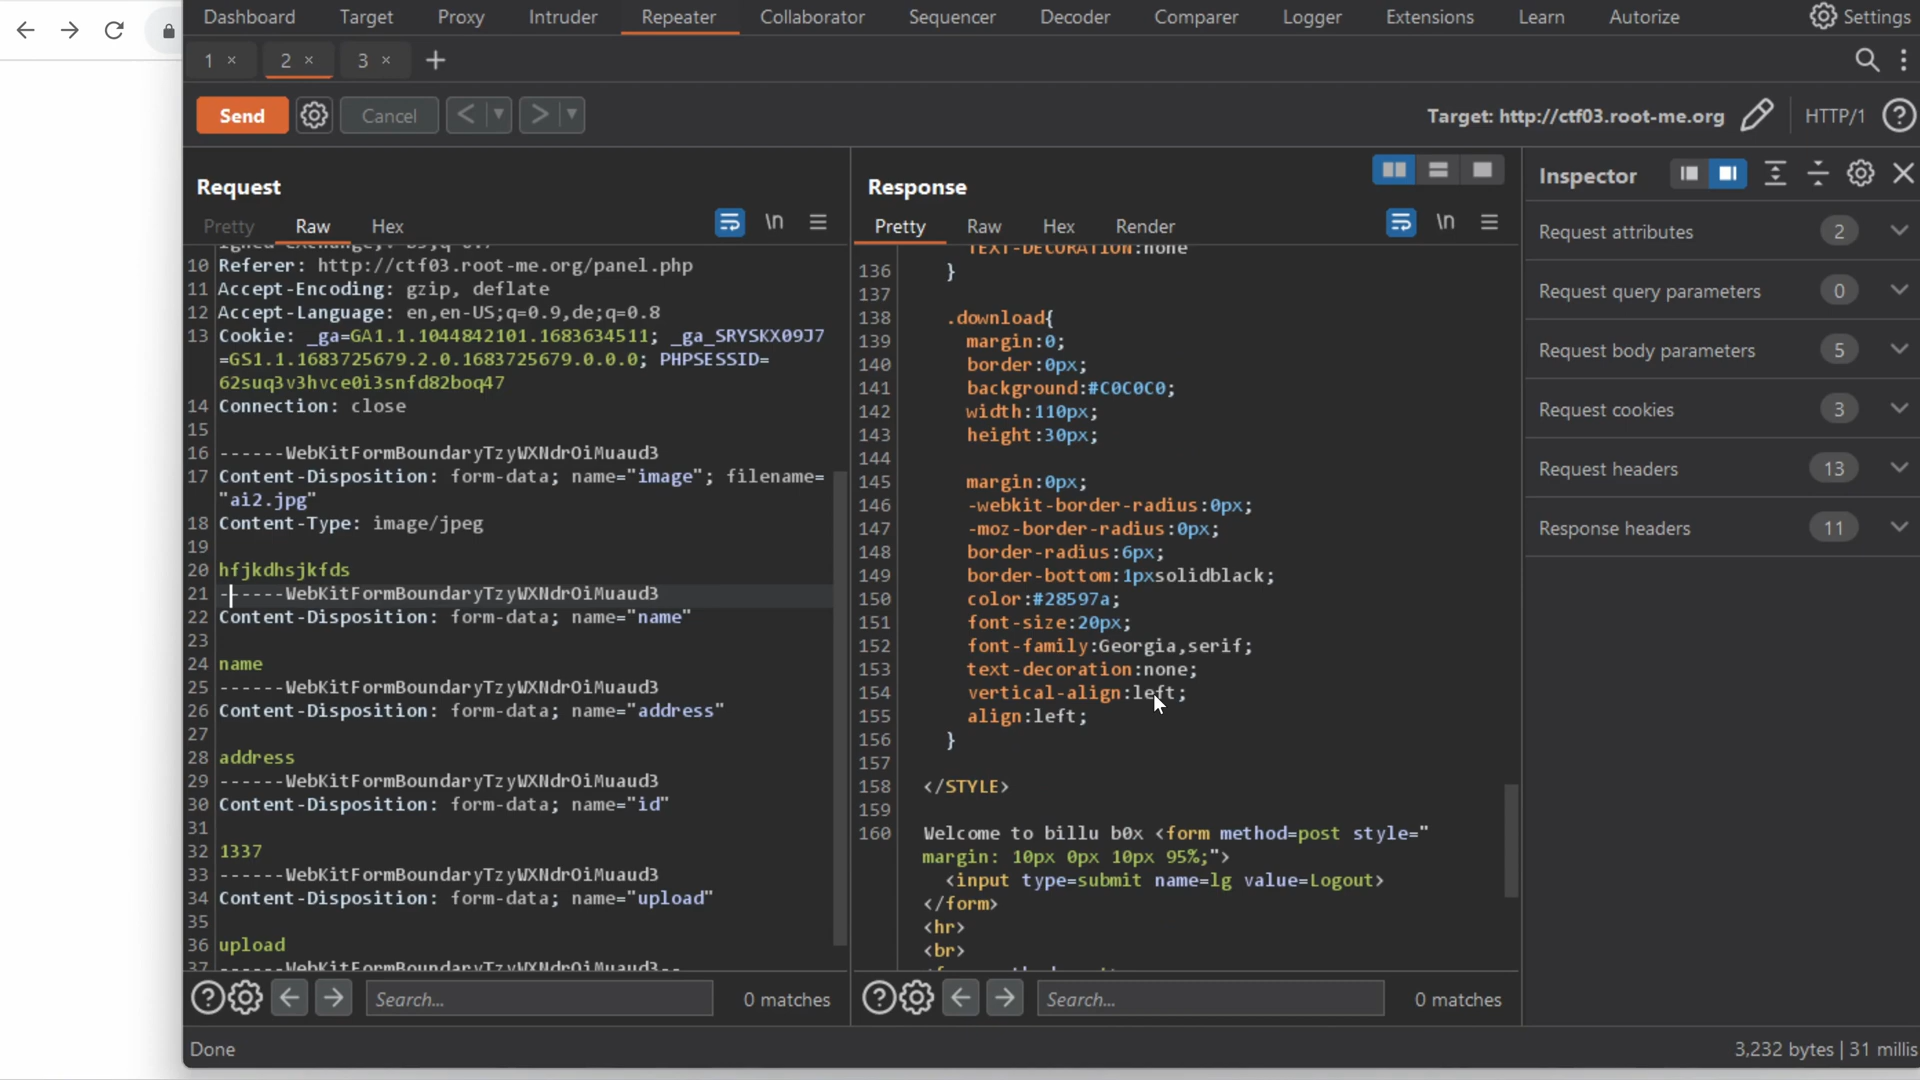 Dashboard Target Proxy Intruder Repeater Collaborator Sequencer Decoder Comparer Logger Extensions Learn Autorize Settings
1 × 2 × 3 × +
Send Cancel < > Target: http://ctf03.root-me.org HTTP/1
Request
Pretty Raw Hex \n
10 Referer: http://ctf03.root-me.org/panel.php
11 Accept-Encoding: gzip, deflate
12 Accept-Language: en,en-US;q=0.9,de;q=0.8
13 Cookie: _ga=GA1.1.1044842101.1683634511; _ga_SRYSKX09J7
=GS1.1.1683725679.2.0.1683725679.0.0.0; PHPSESSID=
62suq3v3hvce0i3snfd82boq47
14 Connection: close
15
16 ------WebKitFormBoundaryTzyWXNdrOiMuaud3
17 Content-Disposition: form-data; name="image"; filename=
"ai2.jpg"
18 Content-Type: image/jpeg
19
20 hfjkdhsjkfds
21 ------WebKitFormBoundaryTzyWXNdrOiMuaud3
22 Content-Disposition: form-data; name="name"
23
24 name
25 ------WebKitFormBoundaryTzyWXNdrOiMuaud3
26 Content-Disposition: form-data; name="address"
27
28 address
29 ------WebKitFormBoundaryTzyWXNdrOiMuaud3
30 Content-Disposition: form-data; name="id"
31
32 1337
33 ------WebKitFormBoundaryTzyWXNdrOiMuaud3
34 Content-Disposition: form-data; name="upload"
35
36 upload
37 ------WebKitFormBoundaryTzyWXNdrOiMuaud3--
Search... 0 matches
Response
Pretty Raw Hex Render \n
TEXT-DECORATION:none
136 }
137
138 .download{
139 margin:0;
140 border:0px;
141 background:#C0C0C0;
142 width:110px;
143 height:30px;
144
145 margin:0px;
146 -webkit-border-radius:0px;
147 -moz-border-radius:0px;
148 border-radius:6px;
149 border-bottom:1pxsolidblack;
150 color:#28597a;
151 font-size:20px;
152 font-family:Georgia,serif;
153 text-decoration:none;
154 vertical-align:left;
155 align:left;
156 }
157
158 </STYLE>
159
160 Welcome to billu b0x <form method=post style="
margin: 10px 0px 10px 95%;">
<input type=submit name=lg value=Logout>
</form>
<hr>
<br>
Search... 0 matches
Inspector
Request attributes 2
Request query parameters 0
Request body parameters 5
Request cookies 3
Request headers 13
Response headers 11
Done 3,232 bytes | 31 millis